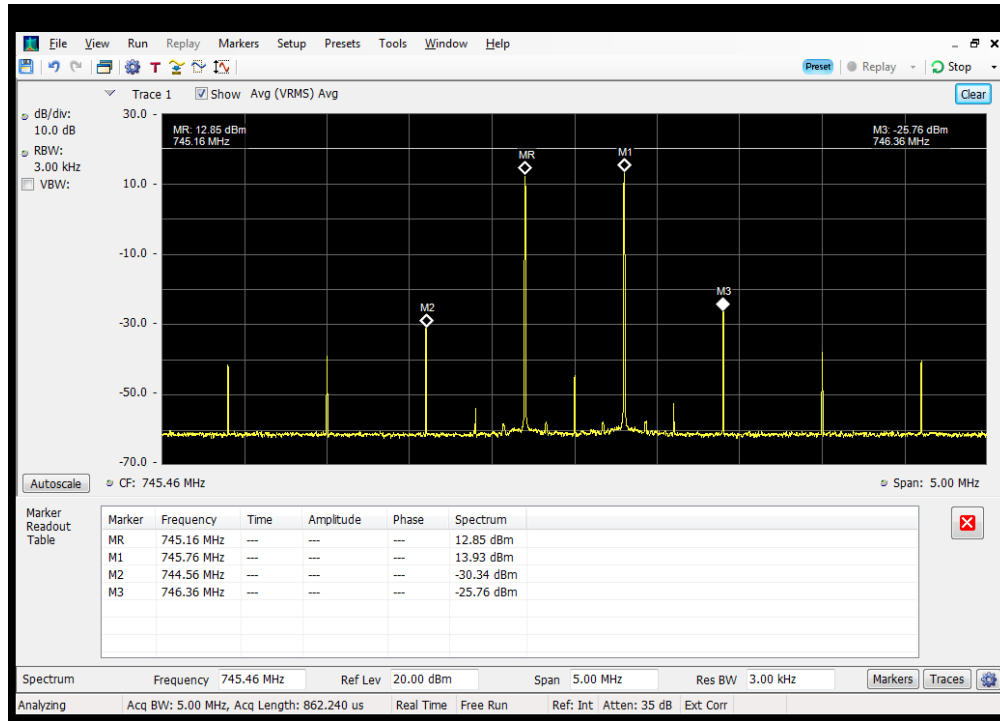 File View Run Replay Markers Setup Presets Tools Window Help
T Preset Replay Stop
Trace 1 Show Avg (VRMS) Avg Clear
dB/div:
10.0 dB
RBW:
3.00 kHz
VBW:
30.0
10.0
-10.0
-30.0
-50.0
-70.0
MR: 12.85 dBm
745.16 MHz
M3: -25.76 dBm
746.36 MHz
MR
M1
M2
M3
Autoscale CF: 745.46 MHz Span: 5.00 MHz
Marker
Readout
Table
Marker Frequency Time Amplitude Phase Spectrum
MR 745.16 MHz --- --- --- 12.85 dBm
M1 745.76 MHz --- --- --- 13.93 dBm
M2 744.56 MHz --- --- --- -30.34 dBm
M3 746.36 MHz --- --- --- -25.76 dBm
Spectrum Frequency 745.46 MHz Ref Lev 20.00 dBm Span 5.00 MHz Res BW 3.00 kHz Markers Traces
Analyzing Acq BW: 5.00 MHz, Acq Length: 862.240 us Real Time Free Run Ref: Int Atten: 35 dB Ext Corr